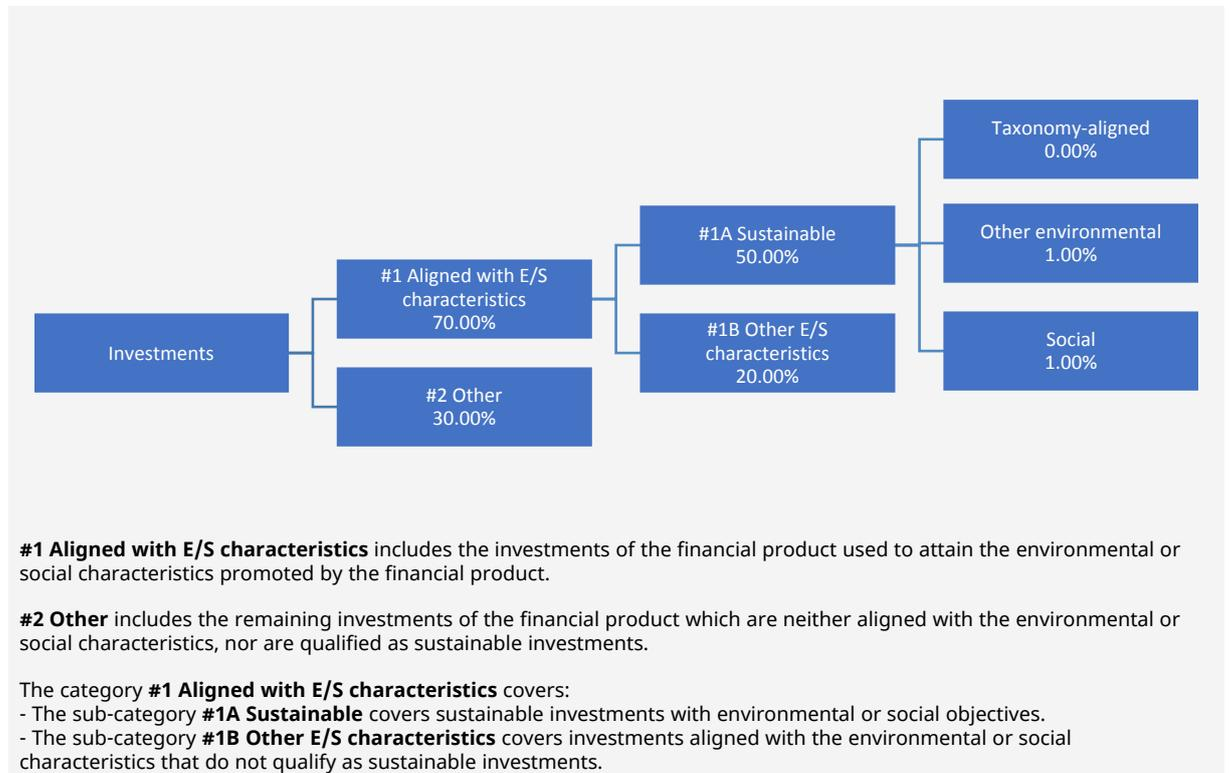 Investments
#1 Aligned with E/S
characteristics
70.00%
#2 Other
30.00%
#1A Sustainable
50.00%
#1B Other E/S
characteristics
20.00%
Taxonomy-aligned
0.00%
Other environmental
1.00%
Social
1.00%
#1 Aligned with E/S characteristics includes the investments of the financial product used to attain the environmental or
social characteristics promoted by the financial product.
#2 Other includes the remaining investments of the financial product which are neither aligned with the environmental or
social characteristics, nor are qualified as sustainable investments.
The category #1 Aligned with E/S characteristics covers:
- The sub-category #1A Sustainable covers sustainable investments with environmental or social objectives.
- The sub-category #1B Other E/S characteristics covers investments aligned with the environmental or social
characteristics that do not qualify as sustainable investments.